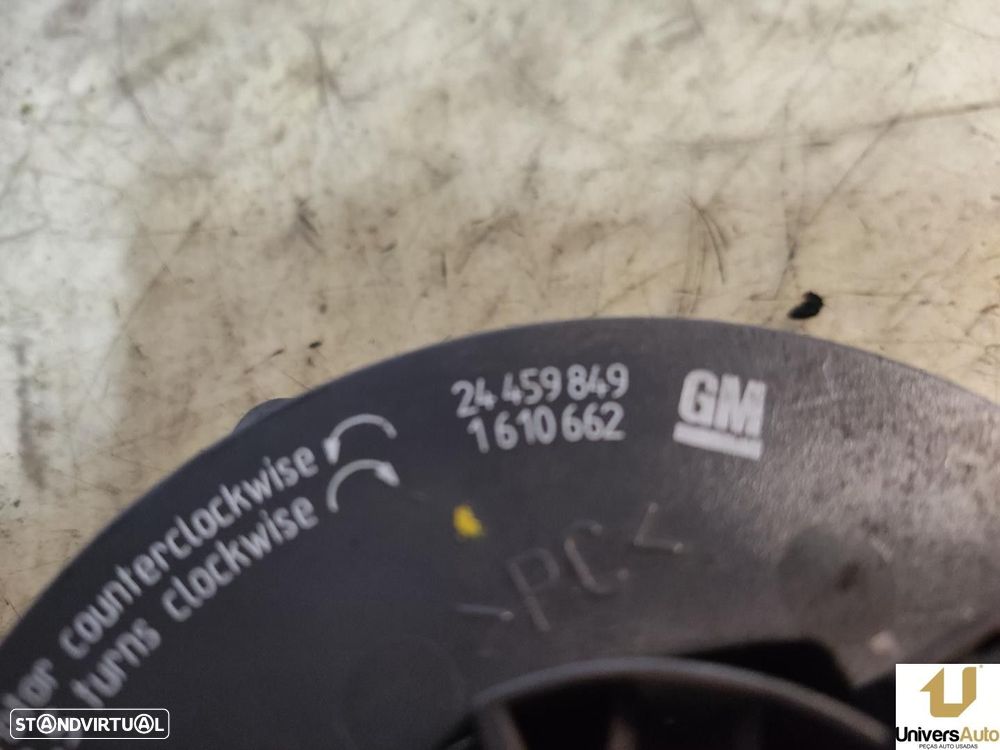 24 459 849
1 610 662
GM
counterclockwise
turns clockwise
>PC<
STANDVIRTUAL
UniversAuto
PEÇAS AUTO USADAS